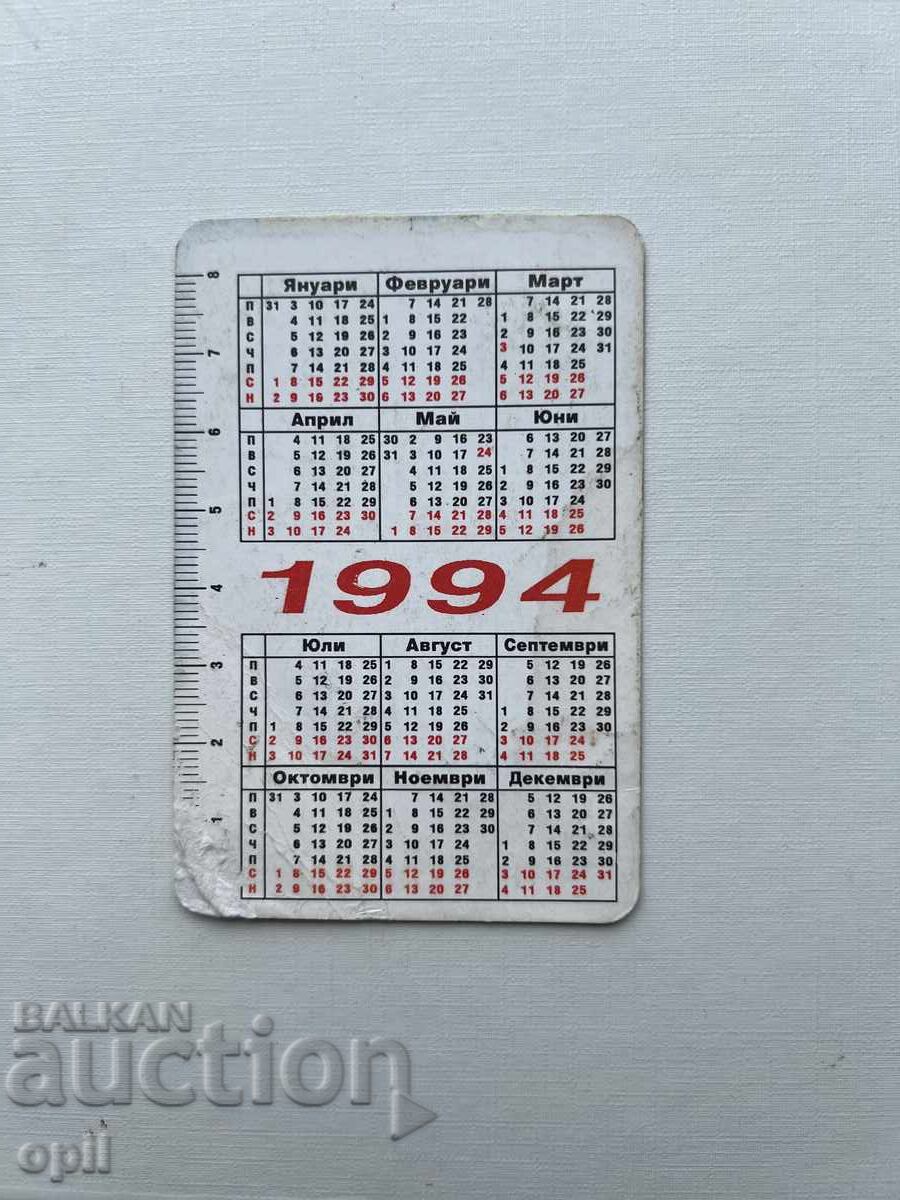 Януари Февруари Март
П 31 3 10 17 24 7 14 21 28 7 14 21 28
В 4 11 18 25 1 8 15 22 1 8 15 22 29
С 5 12 19 26 2 9 16 23 2 9 16 23 30
Ч 6 13 20 27 3 10 17 24 3 10 17 24 31
П 7 14 21 28 4 11 18 25 4 11 18 25
С 1 8 15 22 29 5 12 19 26 5 12 19 26
Н 2 9 16 23 30 6 13 20 27 6 13 20 27
Април Май Юни
П 4 11 18 25 30 2 9 16 23 6 13 20 27
В 5 12 19 26 31 3 10 17 24 7 14 21 28
С 6 13 20 27 4 11 18 25 1 8 15 22 29
Ч 7 14 21 28 5 12 19 26 2 9 16 23 30
П 1 8 15 22 29 6 13 20 27 3 10 17 24
С 2 9 16 23 30 7 14 21 28 4 11 18 25
Н 3 10 17 24 1 8 15 22 29 5 12 19 26
1994
Юли Август Септември
П 4 11 18 25 1 8 15 22 29 5 12 19 26
В 5 12 19 26 2 9 16 23 30 6 13 20 27
С 6 13 20 27 3 10 17 24 31 7 14 21 28
Ч 7 14 21 28 4 11 18 25 1 8 15 22 29
П 1 8 15 22 29 5 12 19 26 2 9 16 23 30
С 2 9 16 23 30 6 13 20 27 3 10 17 24
Н 3 10 17 24 31 7 14 21 28 4 11 18 25
Октомври Ноември Декември
П 31 3 10 17 24 7 14 21 28 5 12 19 26
В 4 11 18 25 1 8 15 22 29 6 13 20 27
С 5 12 19 26 2 9 16 23 30 7 14 21 28
Ч 6 13 20 27 3 10 17 24 1 8 15 22 29
П 7 14 21 28 4 11 18 25 2 9 16 23 30
С 1 8 15 22 29 5 12 19 26 3 10 17 24 31
Н 2 9 16 23 30 6 13 20 27 4 11 18 25
8
7
6
5
4
3
2
1
BALKAN
auction
opil